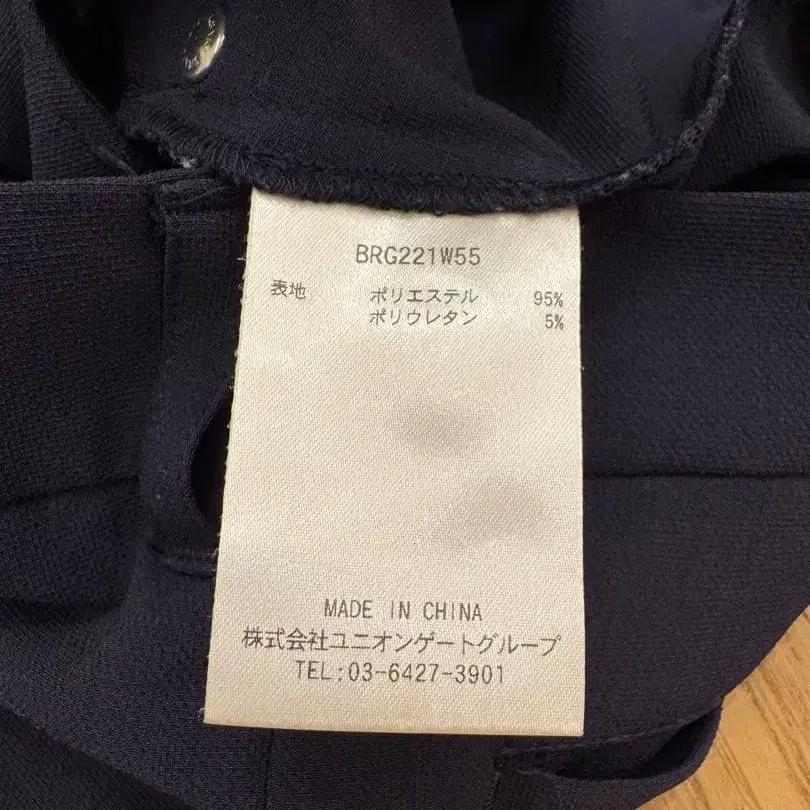 BRG221W55
表地 ポリエステル 95%
ポリウレタン 5%
MADE IN CHINA
株式会社ユニオンゲートグループ
TEL:03-6427-3901